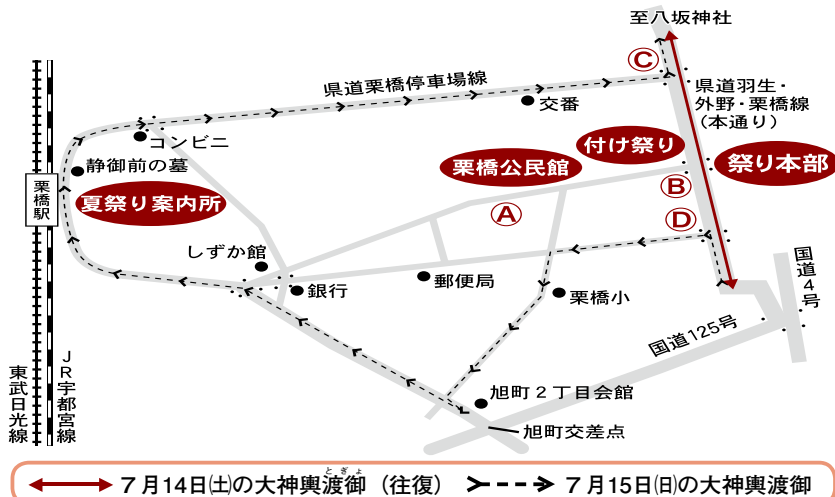 至八坂神社
Ⓒ
県道栗橋停車場線
県道羽生・
外野・栗橋線
(本通り)
交番
コンビニ
付け祭り
静御前の墓
栗橋公民館
祭り本部
栗橋駅
夏祭り案内所
Ⓑ
Ⓐ
Ⓓ
しずか館
銀行
郵便局
栗橋小
国道4号
国道125号
東武日光線
JR宇都宮線
旭町2丁目会館
旭町交差点
とぎょ
7月14日㈯の大神輿渡御(往復)
7月15日㈰の大神輿渡御